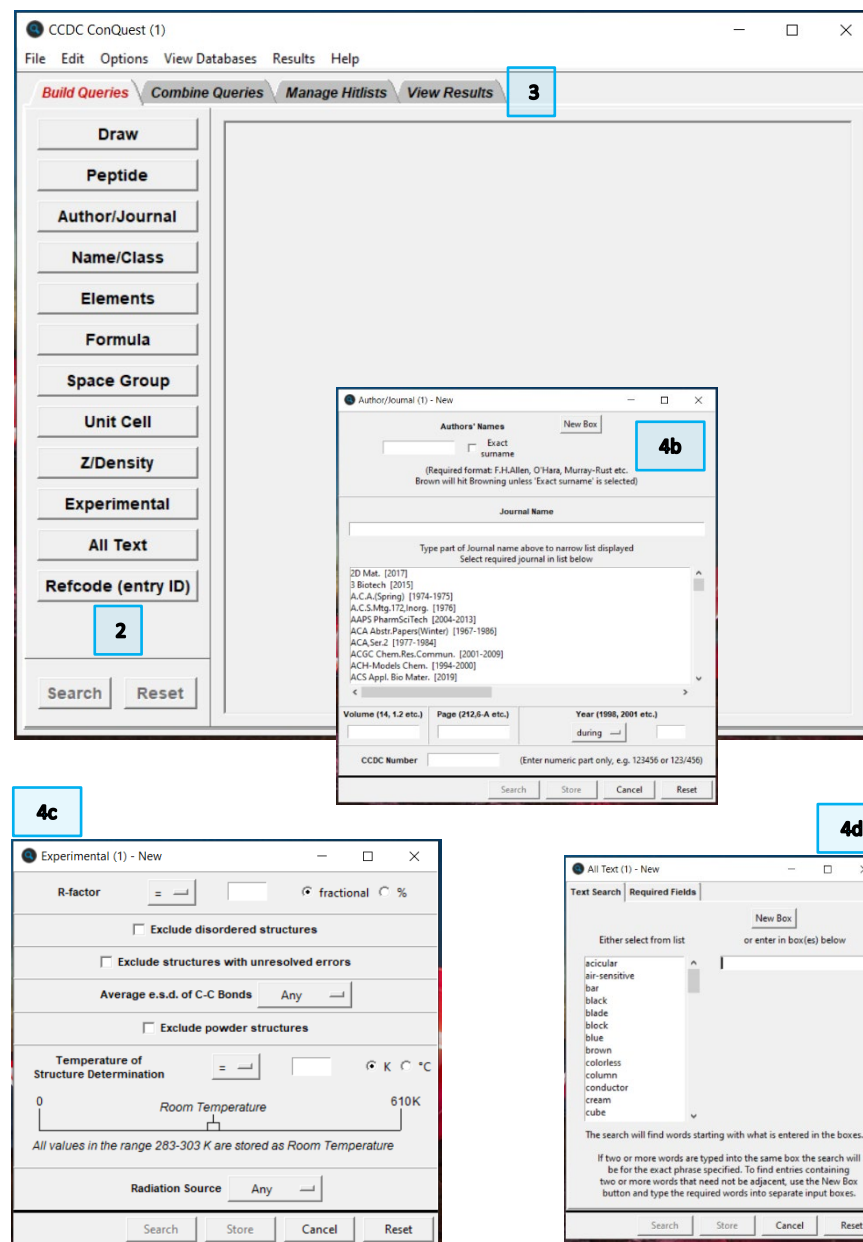 CCDC ConQuest (1)
File Edit Options View Databases Results Help
Build Queries Combine Queries Manage Hitlists View Results 3
Draw
Peptide
Author/Journal
Name/Class
Elements
Formula
Space Group
Unit Cell
Z/Density
Experimental
All Text
Refcode (entry ID)
2
Search Reset
Author/Journal (1) - New
Authors' Names New Box
4b
Exact
surname
(Required format: F.H.Allen, O'Hara, Murray-Rust etc.
Brown will hit Browning unless 'Exact surname' is selected)
Journal Name
Type part of Journal name above to narrow list displayed
Select required journal in list below
2D Mat. [2017]
3 Biotech [2015]
A.C.A.(Spring) [1974-1975]
A.C.S.Mtg.172,Inorg. [1976]
AAPS PharmSciTech [2004-2013]
ACA Abstr.Papers(Winter) [1967-1986]
ACA,Ser.2 [1977-1984]
ACGC Chem.Res.Commun. [2001-2009]
ACH-Models Chem. [1994-2000]
ACS Appl. Bio Mater. [2019]
Volume (14, 1.2 etc.) Page (212,6-A etc.) Year (1998, 2001 etc.)
during
CCDC Number (Enter numeric part only, e.g. 123456 or 123/456)
Search Store Cancel Reset
4c
Experimental (1) - New
R-factor = fractional %
Exclude disordered structures
Exclude structures with unresolved errors
Average e.s.d. of C-C Bonds Any
Exclude powder structures
Temperature of
Structure Determination = K °C
0 Room Temperature 610K
All values in the range 283-303 K are stored as Room Temperature
Radiation Source Any
Search Store Cancel Reset
4d
All Text (1) - New
Text Search Required Fields
New Box
Either select from list or enter in box(es) below
acicular
air-sensitive
bar
black
blade
block
blue
brown
colorless
column
conductor
cream
cube
The search will find words starting with what is entered in the boxes.
If two or more words are typed into the same box the search will
be for the exact phrase specified. To find entries containing
two or more words that need not be adjacent, use the New Box
button and type the required words into separate input boxes.
Search Store Cancel Reset